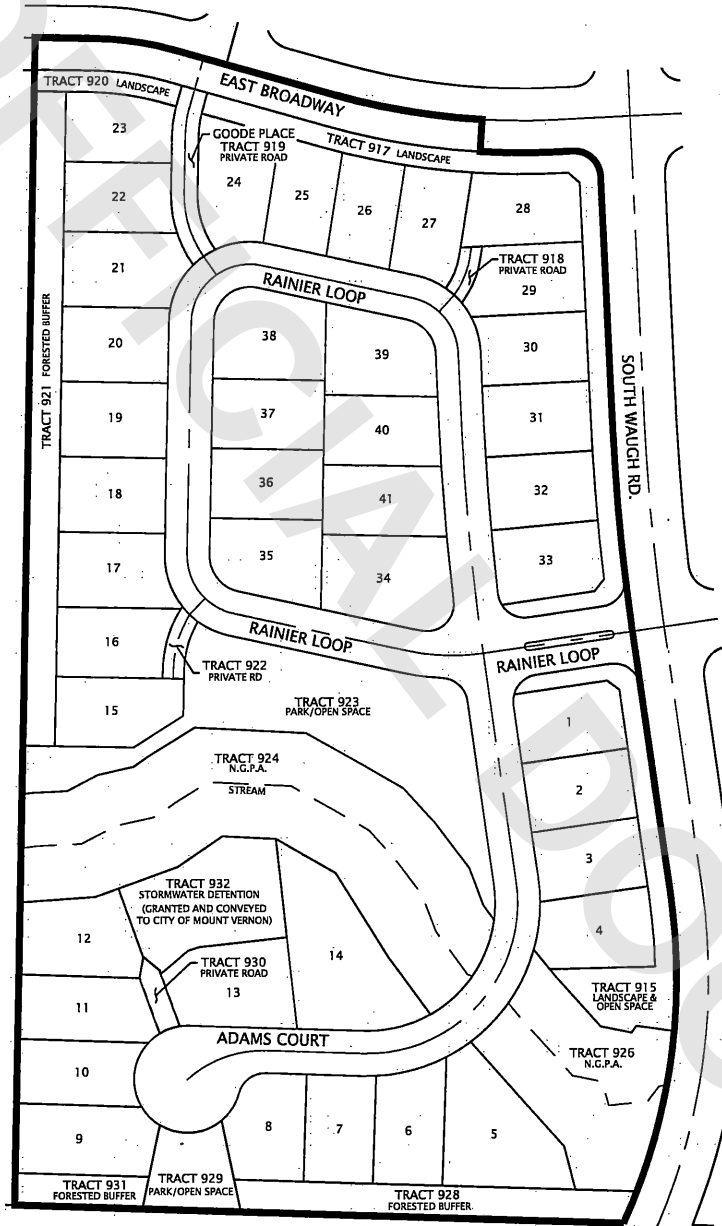 EAST BROADWAY
TRACT 920 LANDSCAPE
GOODE PLACE
TRACT 919
PRIVATE ROAD
TRACT 917 LANDSCAPE
23
24
25
26
27
28
22
TRACT 918
PRIVATE ROAD
21
RAINIER LOOP
29
TRACT 921 FORESTED BUFFER
SOUTH WAUGH RD.
20
38
39
30
19
37
40
31
18
36
41
32
17
35
34
33
16
RAINIER LOOP
RAINIER LOOP
TRACT 922
PRIVATE RD
15
TRACT 923
PARK/OPEN SPACE
1
TRACT 924
N.G.P.A.
STREAM
2
3
TRACT 932
STORMWATER DETENTION
(GRANTED AND CONVEYED
TO CITY OF MOUNT VERNON)
4
12
14
TRACT 930
PRIVATE ROAD
13
TRACT 915
LANDSCAPE &
OPEN SPACE
11
ADAMS COURT
TRACT 926
N.G.P.A.
10
9
8
7
6
5
TRACT 931
FORESTED BUFFER
TRACT 929
PARK/OPEN SPACE
TRACT 928
FORESTED BUFFER